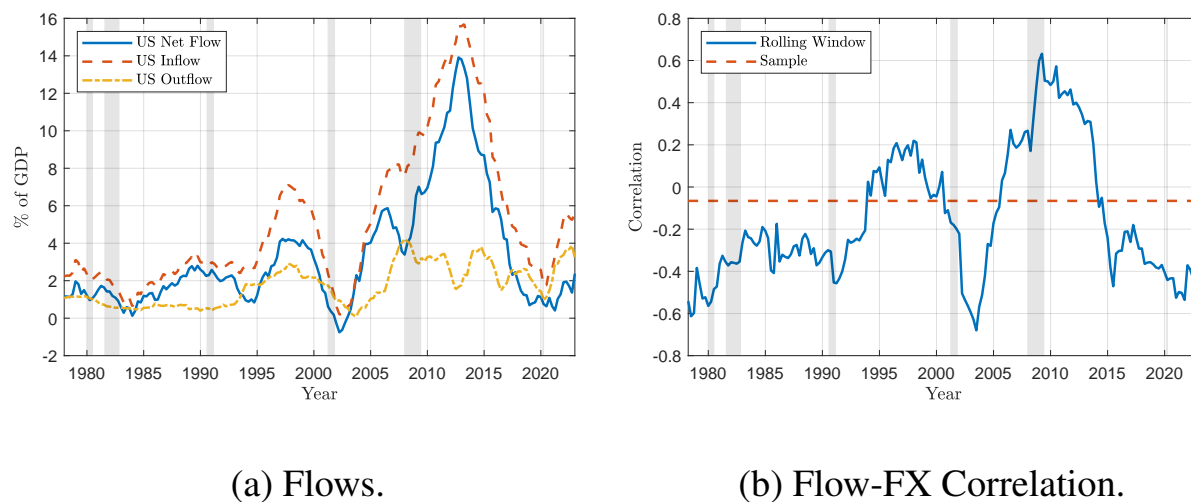 16
14
12
10
8
6
4
2
0
-2
% of GDP
US Net Flow
US Inflow
US Outflow
1980 1985 1990 1995 2000 2005 2010 2015 2020
Year
(a) Flows.
0.8
0.6
0.4
0.2
0
-0.2
-0.4
-0.6
-0.8
Correlation
Rolling Window
Sample
1980 1985 1990 1995 2000 2005 2010 2015 2020
Year
(b) Flow-FX Correlation.